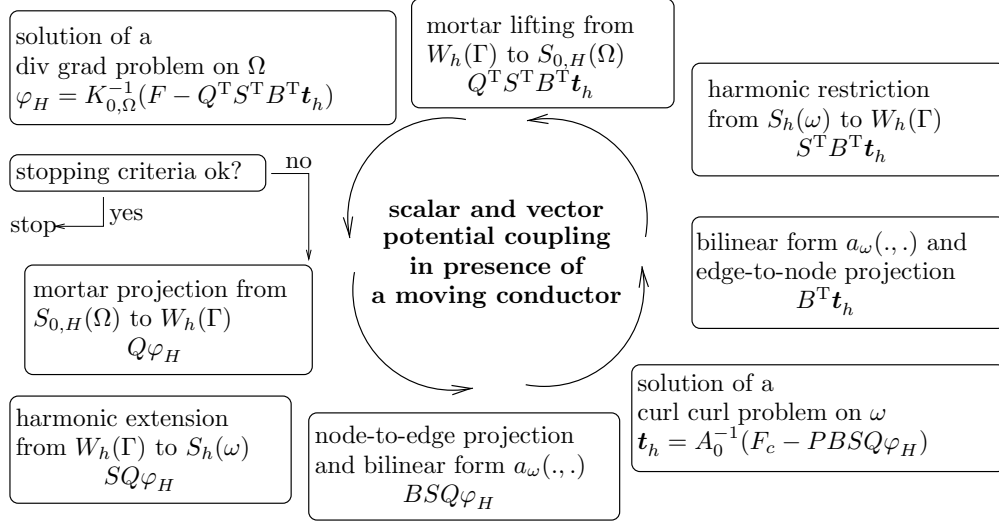 solution of a
div grad problem on Ω
φ_H = K_{0,Ω}^{-1}(F − Q^T S^T B^T t_h)
mortar lifting from
W_h(Γ) to S_{0,H}(Ω)
Q^T S^T B^T t_h
harmonic restriction
from S_h(ω) to W_h(Γ)
S^T B^T t_h
stopping criteria ok?
no
yes
stop
scalar and vector
potential coupling
in presence of
a moving conductor
bilinear form a_ω(.,.) and
edge-to-node projection
B^T t_h
mortar projection from
S_{0,H}(Ω) to W_h(Γ)
Qφ_H
solution of a
curl curl problem on ω
t_h = A_0^{-1}(F_c − PBSQφ_H)
harmonic extension
from W_h(Γ) to S_h(ω)
SQφ_H
node-to-edge projection
and bilinear form a_ω(.,.)
BSQφ_H